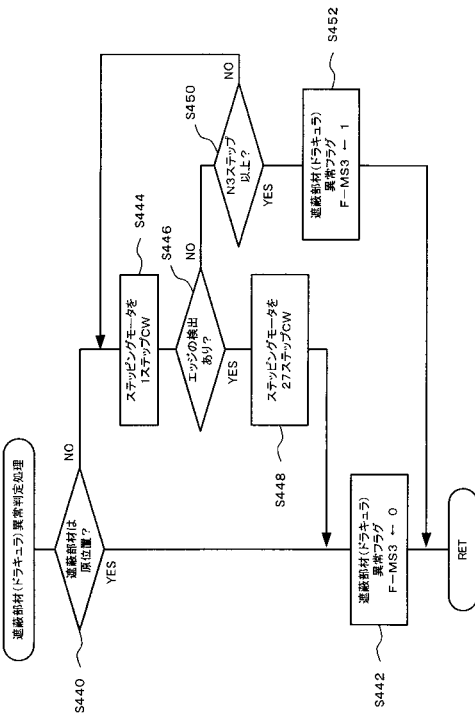 遮蔽部材(ドラキュラ)異常判定処理
S440
遮蔽部材は
原位置?
NO
YES
S444
ステッピングモータを
1ステップCW
S446
エッジの検出
あり?
NO
YES
S448
ステッピングモータを
27ステップCW
S450
N3ステップ
以上?
NO
YES
S452
遮蔽部材(ドラキュラ)
異常フラグ
F-MS3 ← 1
S442
遮蔽部材(ドラキュラ)
異常フラグ
F-MS3 ← 0
RET